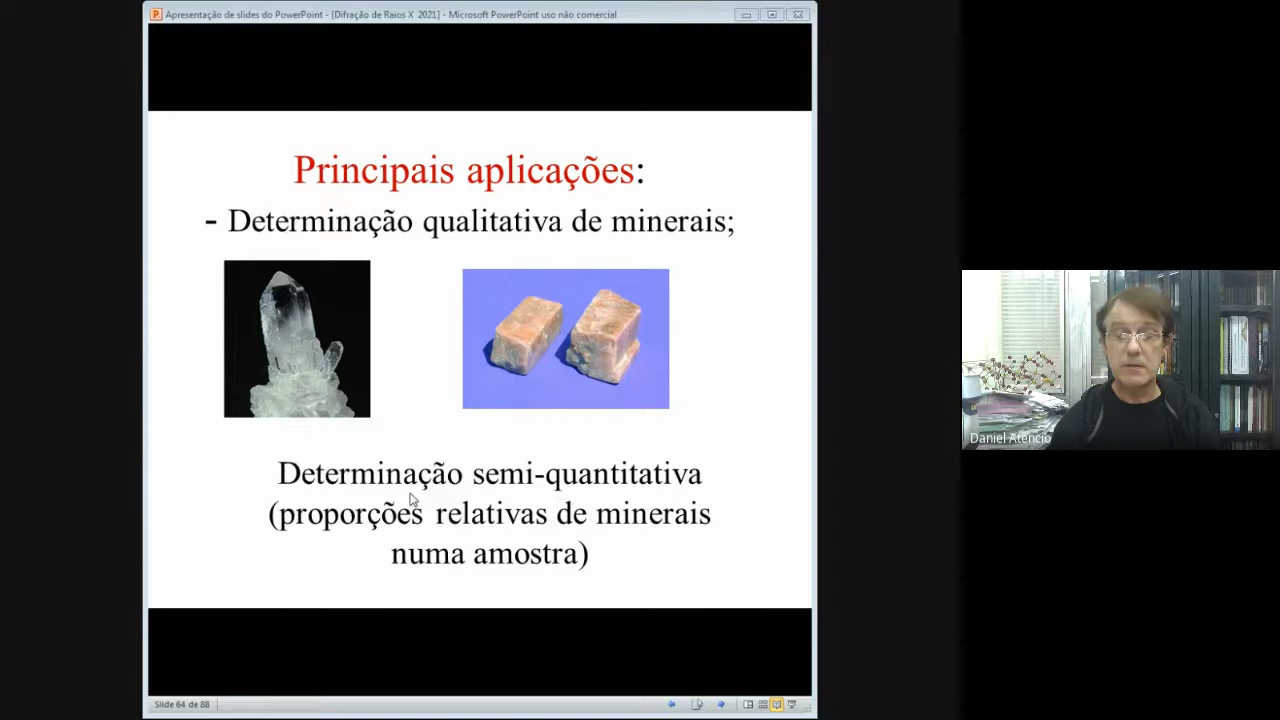 Apresentação de slides do PowerPoint - [Difração de Raios X 2021] - Microsoft PowerPoint uso não comercial
Principais aplicações:
- Determinação qualitativa de minerais;
Determinação semi-quantitativa
(proporções relativas de minerais
numa amostra)
Daniel Atencio
Slide 64 de 88